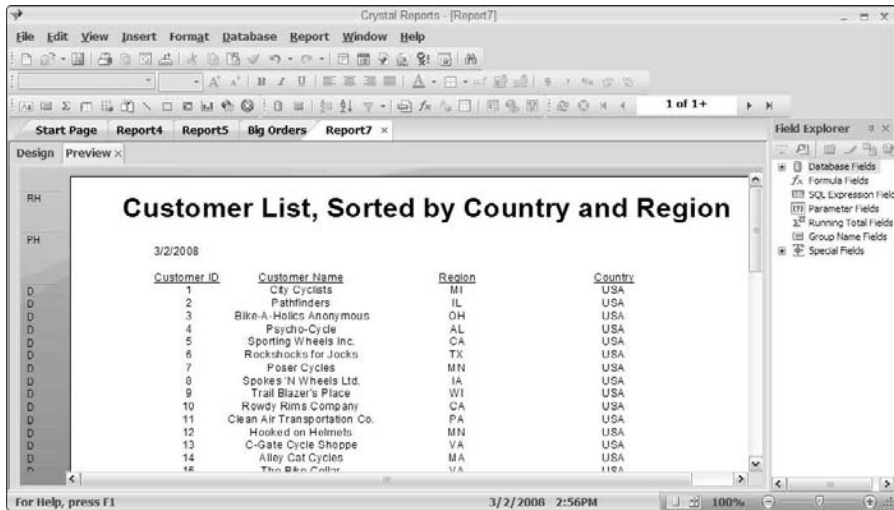 Crystal Reports - [Report7]
File Edit View Insert Format Database Report Window Help
1 of 1+
Start Page Report4 Report5 Big Orders Report7
Field Explorer
Design Preview
Database Fields
Formula Fields
SQL Expression Field
Parameter Fields
Running Total Fields
Group Name Fields
Special Fields
RH
Customer List, Sorted by Country and Region
PH
3/2/2008
Customer ID Customer Name Region Country
D 1 City Cyclists MI USA
D 2 Pathfinders IL USA
D 3 Bike-A-Holics Anonymous OH USA
D 4 Psycho-Cycle AL USA
D 5 Sporting Wheels Inc. CA USA
D 6 Rockshocks for Jocks TX USA
D 7 Poser Cycles MN USA
D 8 Spokes 'N Wheels Ltd. IA USA
D 9 Trail Blazer's Place WI USA
D 10 Rowdy Rims Company CA USA
D 11 Clean Air Transportation Co. PA USA
D 12 Hooked on Helmets MN USA
D 13 C-Gate Cycle Shoppe VA USA
D 14 Alley Cat Cycles MA USA
D 15 The Bike Cellar VA USA
For Help, press F1
3/2/2008 2:56PM
100%